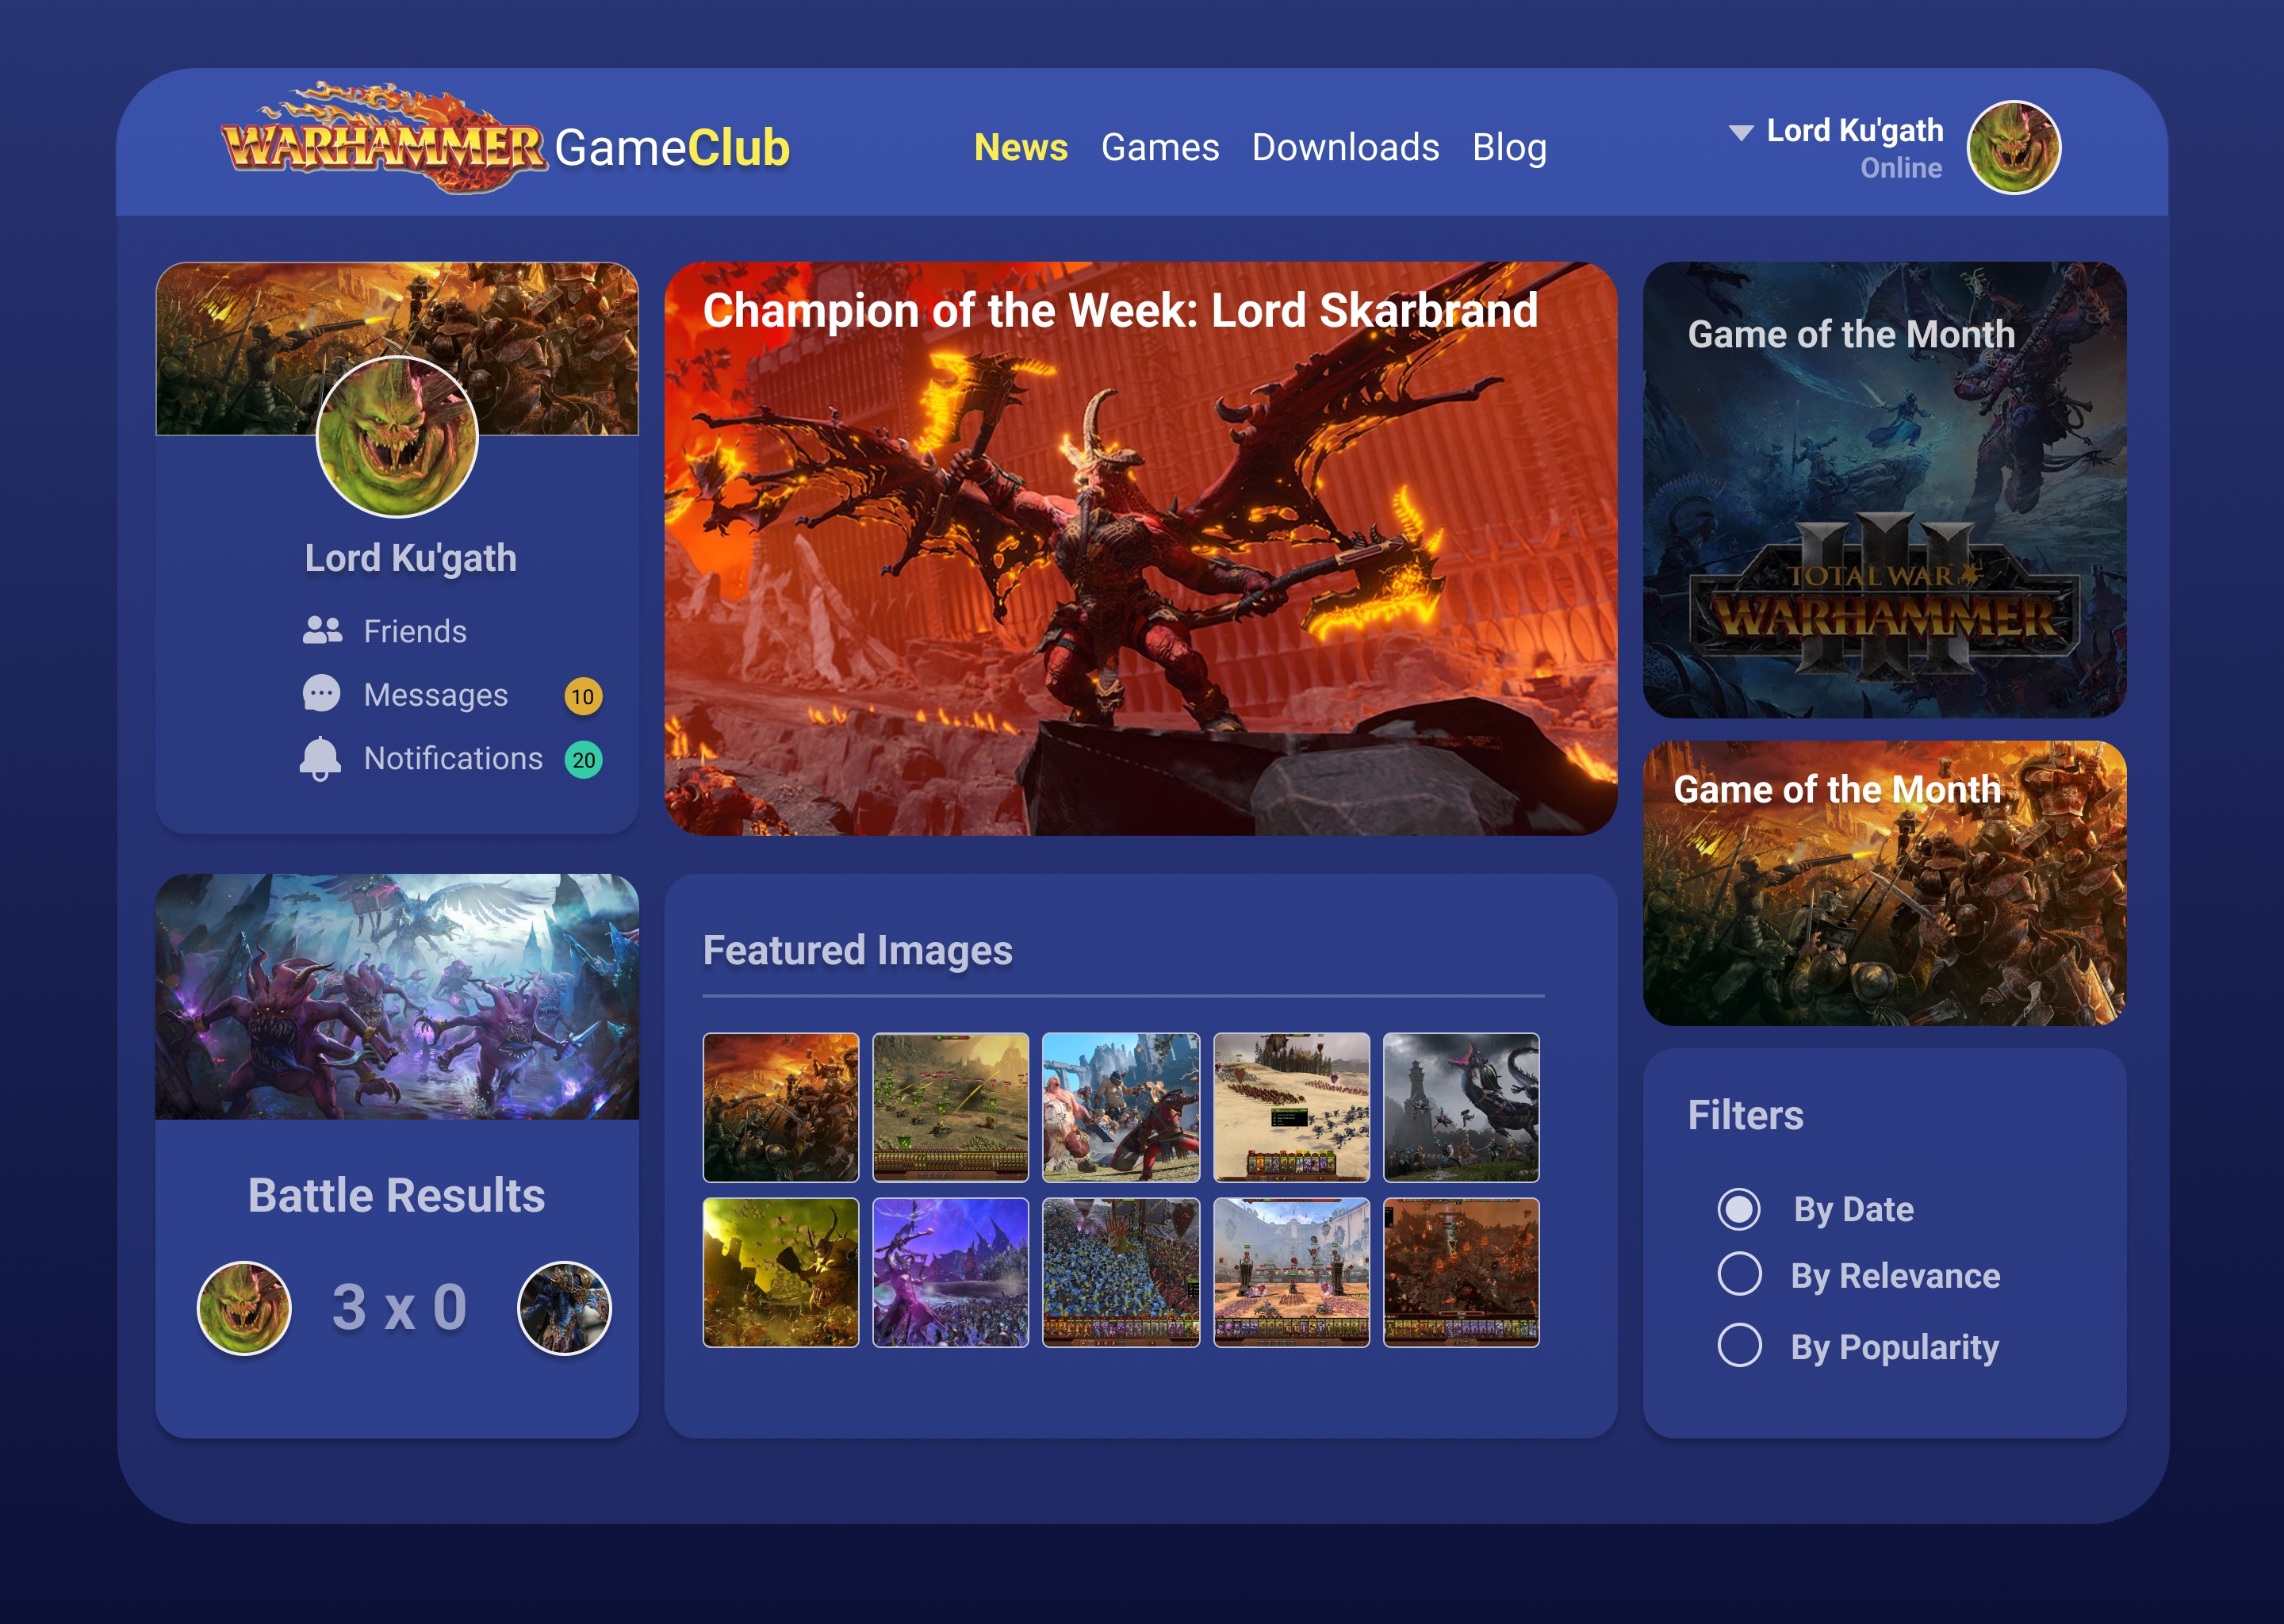 WARHAMMER GameClub
News Games Downloads Blog
Lord Ku'gath
Online
Lord Ku'gath
Friends
Messages 10
Notifications 20
Champion of the Week: Lord Skarbrand
Game of the Month
III
TOTAL WAR
WARHAMMER
Game of the Month
Battle Results
3 x 0
Featured Images
Filters
By Date
By Relevance
By Popularity